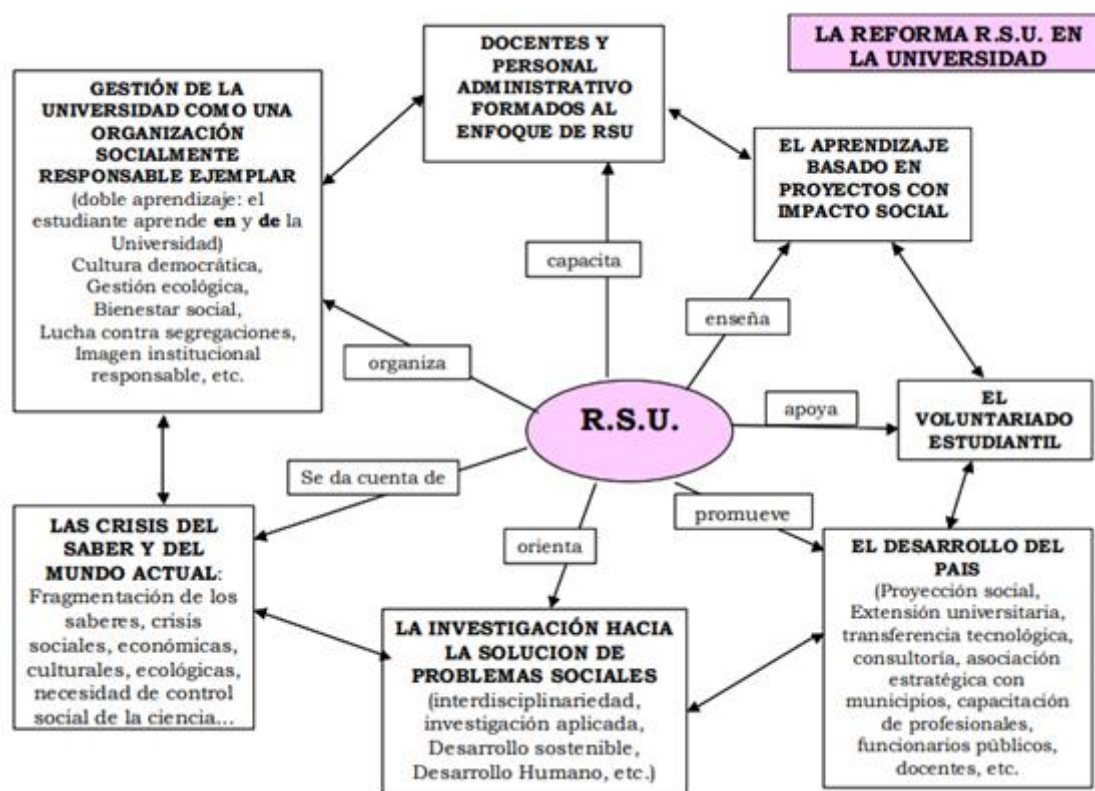 LA REFORMA R.S.U. EN
LA UNIVERSIDAD
DOCENTES Y
PERSONAL
ADMINISTRATIVO
FORMADOS AL
ENFOQUE DE RSU
GESTIÓN DE LA
UNIVERSIDAD COMO UNA
ORGANIZACIÓN
SOCIALMENTE
RESPONSABLE EJEMPLAR
(doble aprendizaje: el
estudiante aprende en y de la
Universidad)
Cultura democrática,
Gestión ecológica,
Bienestar social,
Lucha contra segregaciones,
Imagen institucional
responsable, etc.
EL APRENDIZAJE
BASADO EN
PROYECTOS CON
IMPACTO SOCIAL
capacita
enseña
organiza
R.S.U.
apoya
EL
VOLUNTARIADO
ESTUDIANTIL
Se da cuenta de
orienta
promueve
LAS CRISIS DEL
SABER Y DEL
MUNDO ACTUAL:
Fragmentación de los
saberes, crisis
sociales, económicas,
culturales, ecológicas,
necesidad de control
social de la ciencia...
LA INVESTIGACIÓN HACIA
LA SOLUCION DE
PROBLEMAS SOCIALES
(interdisciplinariedad,
investigación aplicada,
Desarrollo sostenible,
Desarrollo Humano, etc.)
EL DESARROLLO DEL
PAIS
(Proyección social,
Extensión universitaria,
transferencia tecnológica,
consultoría, asociación
estratégica con
municipios, capacitación
de profesionales,
funcionarios públicos,
docentes, etc.